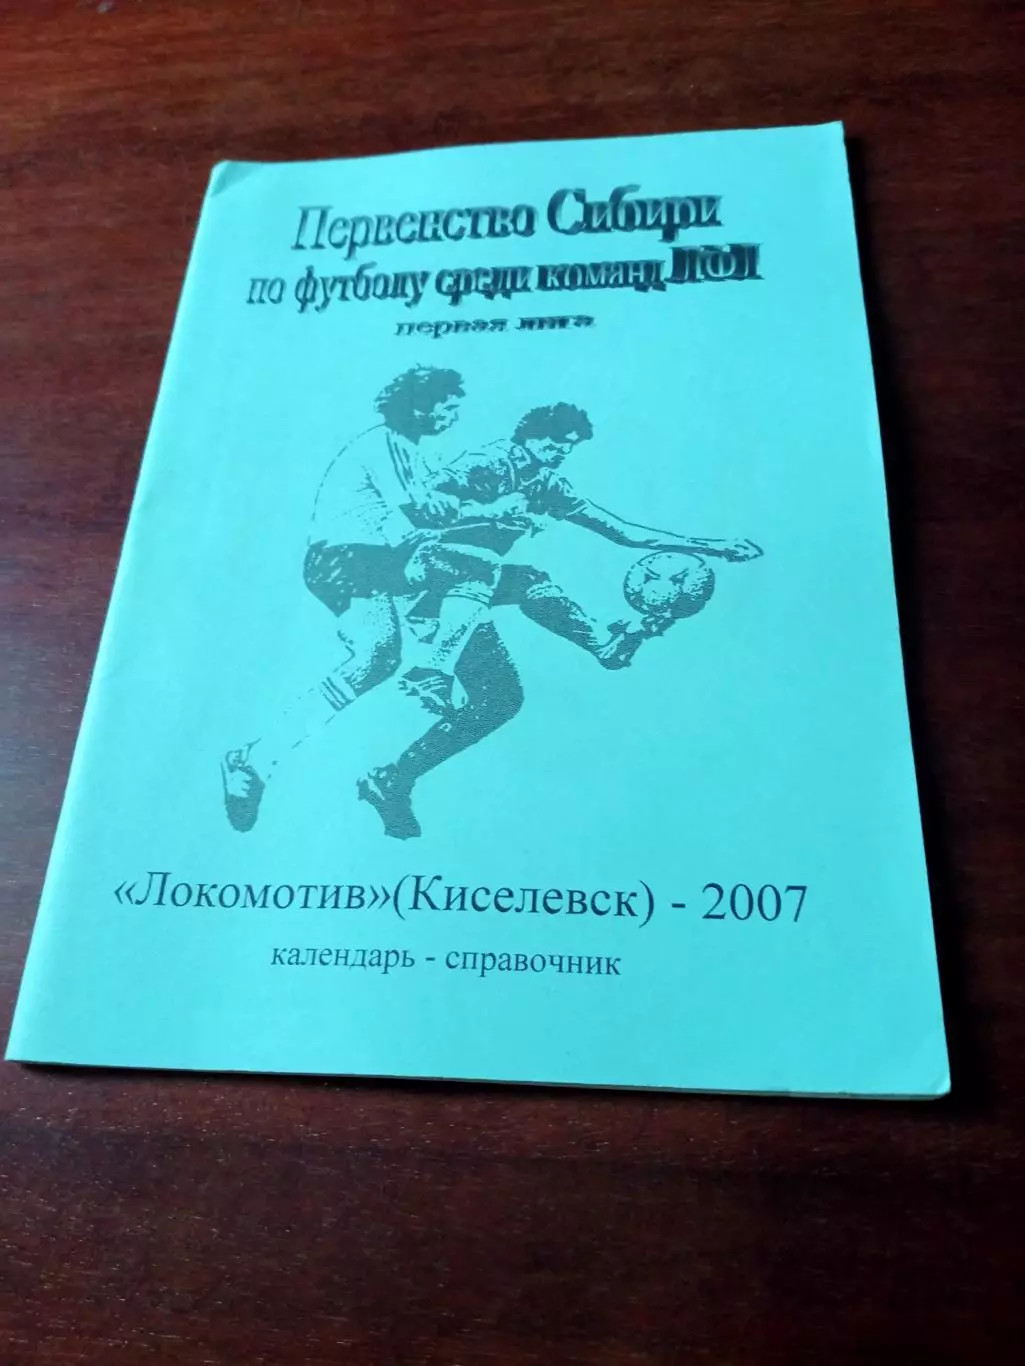 Первенство Сибири
по футболу среди команд ЛФЛ
первая лига
«Локомотив»(Киселевск) - 2007
календарь - справочник